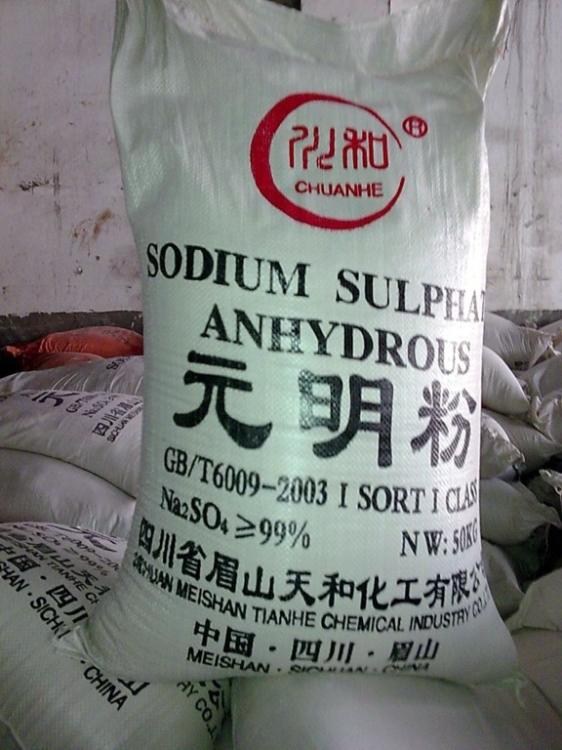 川和
CHUANHE
SODIUM SULPHAT
ANHYDROUS
元明粉
GB/T6009-2003 I SORT I CLASS
Na₂SO₄ ≥99%
NW: 50KG
四川省眉山天和化工有限公
SICHUAN MEISHAN TIANHE CHEMICAL INDUSTRY CO.,
中国·四川·眉山
MEISHAN · SICHUAN · CHINA